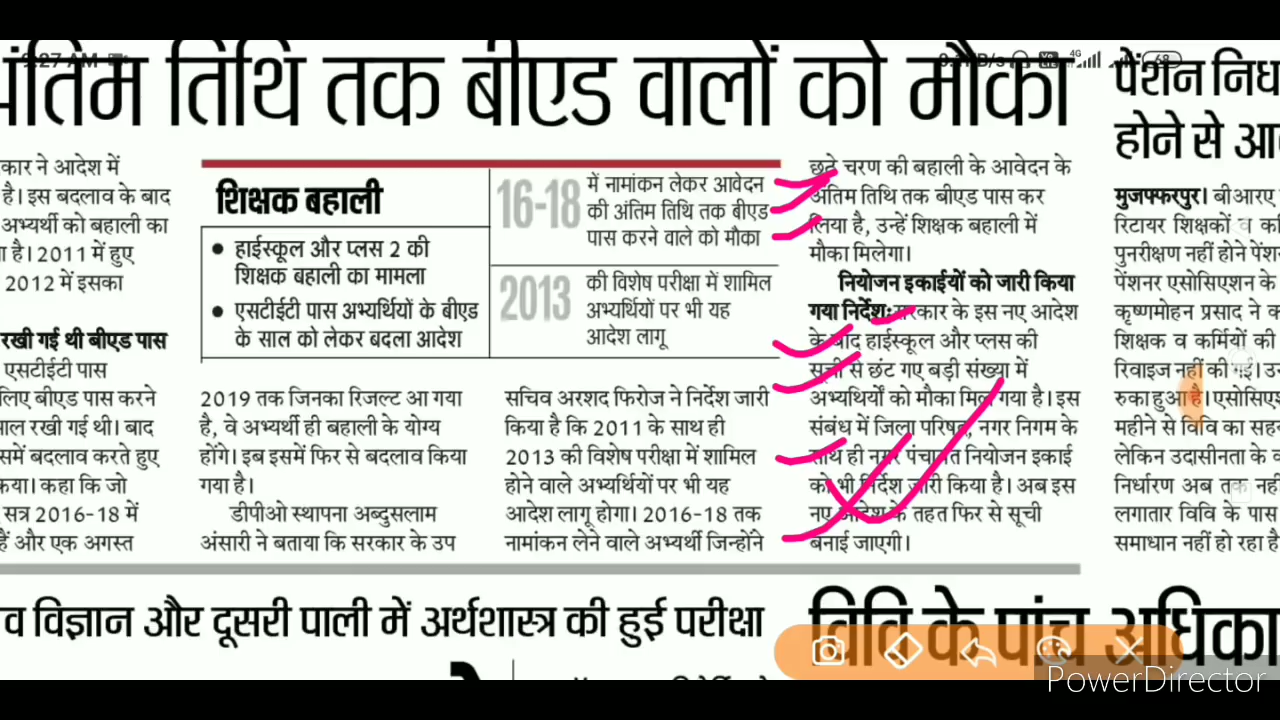 9:27 AM
4G
68
अंतिम तिथि तक बीएड वालों को मौका
कार ने आदेश में
है। इस बदलाव के बाद
अभ्यर्थी को बहाली का
है। 2011 में हुए
2012 में इसका
रखी गई थी बीएड पास
एसटीईटी पास
लिए बीएड पास करने
साल रखी गई थी। बाद
समें बदलाव करते हुए
कया। कहा कि जो
सत्र 2016-18 में
हैं और एक अगस्त
शिक्षक बहाली
● हाईस्कूल और प्लस 2 की
शिक्षक बहाली का मामला
● एसटीईटी पास अभ्यर्थियों के बीएड
के साल को लेकर बदला आदेश
16-18
में नामांकन लेकर आवेदन
की अंतिम तिथि तक बीएड
पास करने वाले को मौका
2013
की विशेष परीक्षा में शामिल
अभ्यर्थियों पर भी यह
आदेश लागू
2019 तक जिनका रिजल्ट आ गया
है, वे अभ्यर्थी ही बहाली के योग्य
होंगे। इब इसमें फिर से बदलाव किया
गया है।
डीपीओ स्थापना अब्दुसलाम
अंसारी ने बताया कि सरकार के उप
सचिव अरशद फिरोज ने निर्देश जारी
किया है कि 2011 के साथ ही
2013 की विशेष परीक्षा में शामिल
होने वाले अभ्यर्थियों पर भी यह
आदेश लागू होगा। 2016-18 तक
नामांकन लेने वाले अभ्यर्थी जिन्होंने
छठे चरण की बहाली के आवेदन के
अंतिम तिथि तक बीएड पास कर
लिया है, उन्हें शिक्षक बहाली में
मौका मिलेगा।
नियोजन इकाईयों को जारी किया
गया निर्देश: सरकार के इस नए आदेश
के बाद हाईस्कूल और प्लस की
सूची से छंट गए बड़ी संख्या में
अभ्यर्थियों को मौका मिल गया है। इस
संबंध में जिला परिषद, नगर निगम के
साथ ही नगर पंचायत नियोजन इकाई
को भी निर्देश जारी किया है। अब इस
नए आदेश के तहत फिर से सूची
बनाई जाएगी।
पेंशन निर्ध
होने से आ
मुजफ्फरपुर। बीआरए
रिटायर शिक्षकों व क
पुनरीक्षण नहीं होने पेंश
पेंशनर एसोसिएशन के
कृष्णमोहन प्रसाद ने क
शिक्षक व कर्मियों की
रिवाइज नहीं की गई। उन
रुका हुआ है। एसोसिए
महीने से विवि का सह
लेकिन उदासीनता के व
निर्धारण अब तक नहीं
लगातार विवि के पास
समाधान नहीं हो रहा है
व विज्ञान और दूसरी पाली में अर्थशास्त्र की हुई परीक्षा
विवि के पांच अधिका
PowerDirector